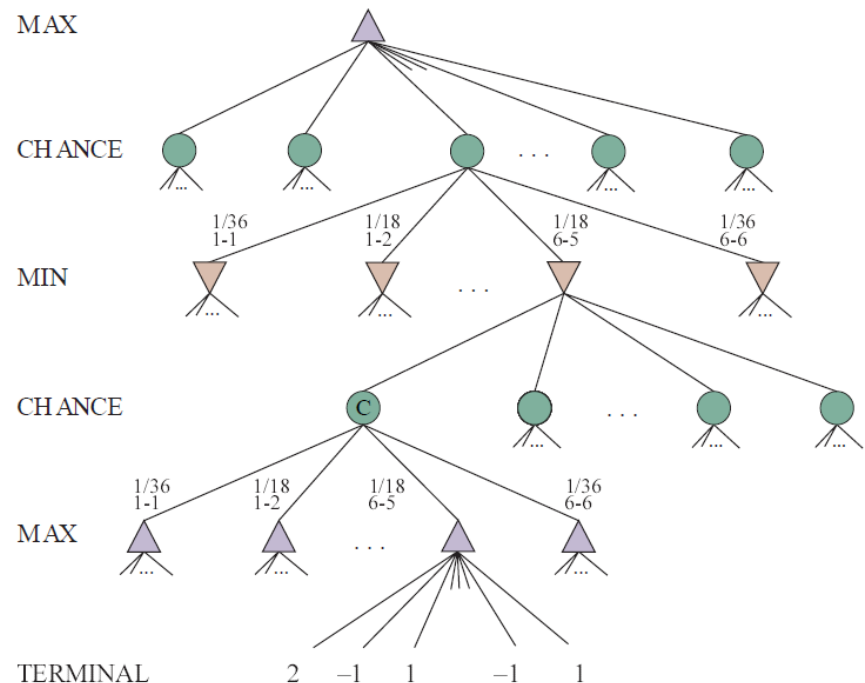 MAX
CHANCE ...
1/36 1/18 1/18 1/36
1-1 1-2 6-5 6-6
MIN ...
CHANCE C ...
1/36 1/18 1/18 1/36
1-1 1-2 6-5 6-6
MAX ...
TERMINAL 2 –1 1 –1 1